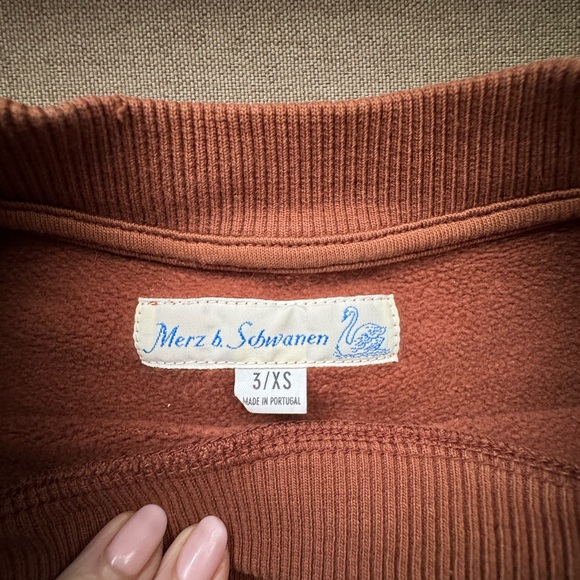 Merz b. Schwanen
3/XS
MADE IN PORTUGAL